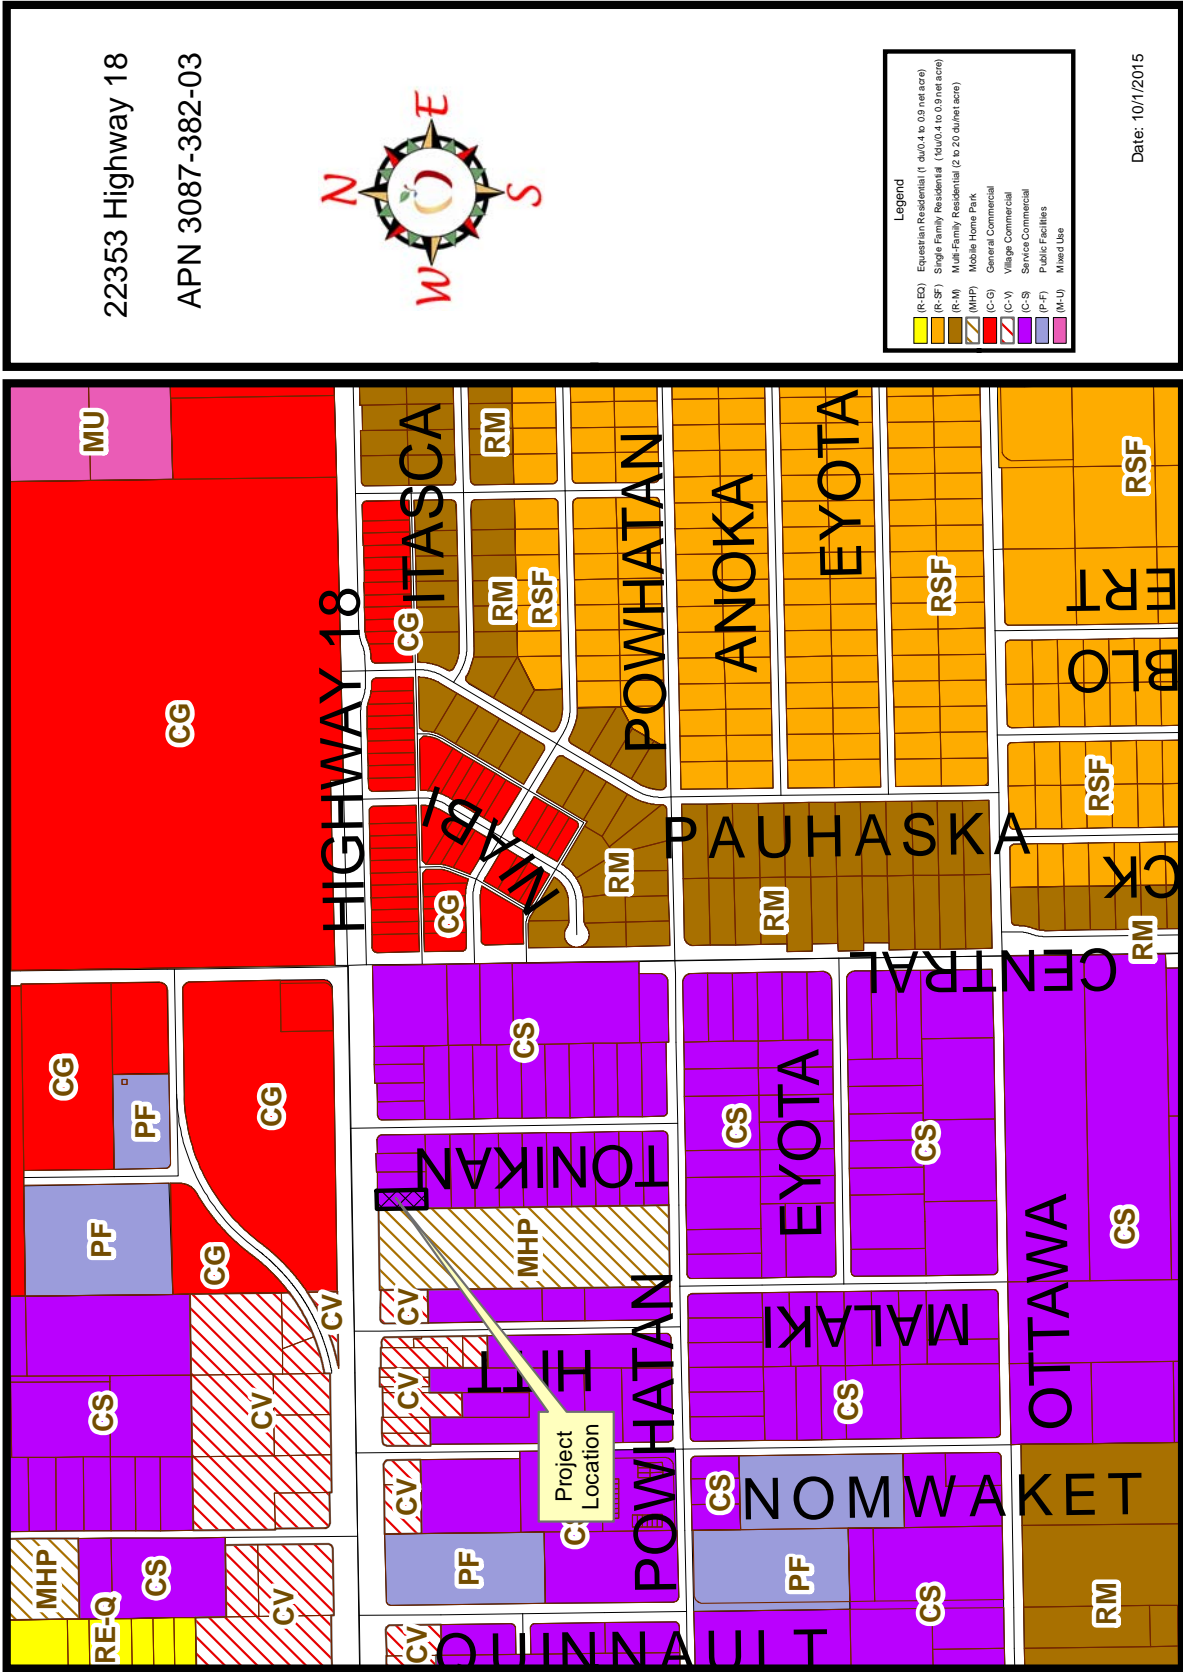 22353 Highway 18
APN 3087-382-03
N
E
S
W
Legend
(R-EQ) Equestrian Residential (1 du/0.4 to 0.9 net acre)
(R-SF) Single Family Residential (1du/0.4 to 0.9 net acre)
(R-M) Multi-Family Residential (2 to 20 du/net acre)
(MHP) Mobile Home Park
(C-G) General Commercial
(C-V) Village Commercial
(C-S) Service Commercial
(P-F) Public Facilities
(M-U) Mixed Use
Date: 10/1/2015
MU
CG
HIGHWAY 18
ITASCA
RM
CG
RM
RSF
POWHATAN
ANOKA
EYOTA
RSF
RSF
ERT
BLO
RSF
CK
RM
MIABI
CG
RM
PAUHASKA
RM
CENTRAL
CG
PF
CG
PF
CG
CV
CS
CV
CS
TONIKAN
MHP
CV
HITT
CV
Project
Location
POWHATAN
CS
EYOTA
CS
MALAKI
CS
OTTAWA
CS
CV
PF
CS
NOMWAKET
PF
CS
RM
MHP
CS
RE-Q
CV
CV
QUINNAULT